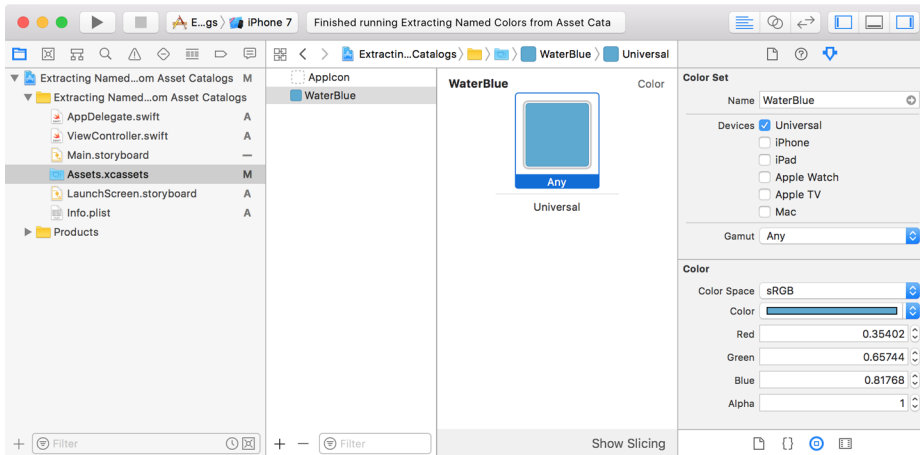 E...gs
iPhone 7
Finished running Extracting Named Colors from Asset Cata
Extractin...Catalogs
WaterBlue
Universal
Extracting Named...om Asset Catalogs M
Extracting Named...om Asset Catalogs
AppDelegate.swift A
ViewController.swift A
Main.storyboard —
Assets.xcassets M
LaunchScreen.storyboard A
Info.plist A
Products
Filter
AppIcon
WaterBlue
Filter
WaterBlue Color
Any
Universal
Show Slicing
Color Set
Name WaterBlue
Devices Universal
iPhone
iPad
Apple Watch
Apple TV
Mac
Gamut Any
Color
Color Space sRGB
Color
Red 0.35402
Green 0.65744
Blue 0.81768
Alpha 1